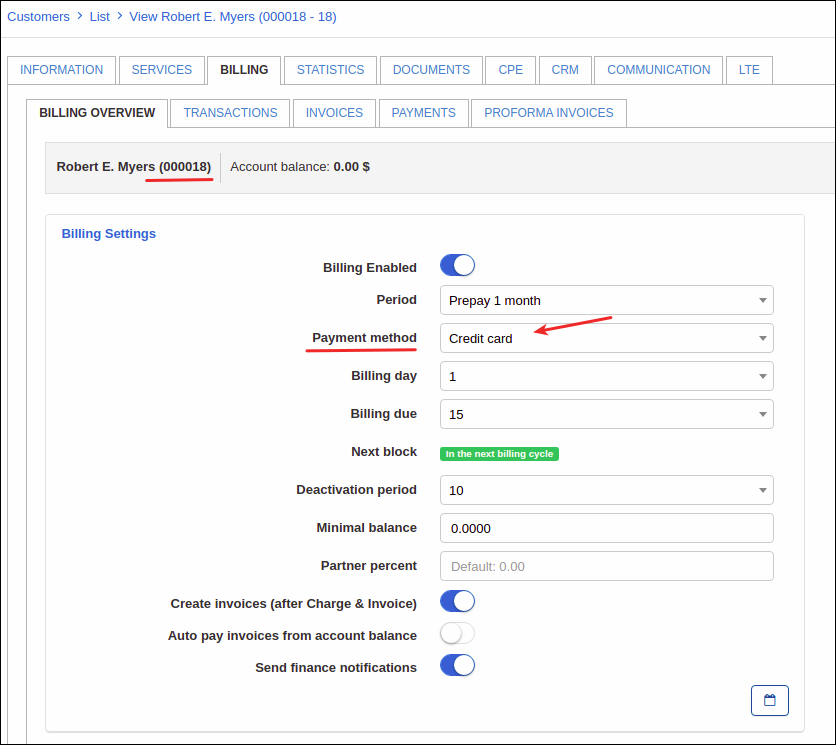 Customers > List > View Robert E. Myers (000018 - 18)
INFORMATION SERVICES BILLING STATISTICS DOCUMENTS CPE CRM COMMUNICATION LTE
BILLING OVERVIEW TRANSACTIONS INVOICES PAYMENTS PROFORMA INVOICES
Robert E. Myers (000018) Account balance: 0.00 $
Billing Settings
Billing Enabled
Period Prepay 1 month
Payment method Credit card
Billing day 1
Billing due 15
Next block In the next billing cycle
Deactivation period 10
Minimal balance 0.0000
Partner percent Default: 0.00
Create invoices (after Charge & Invoice)
Auto pay invoices from account balance
Send finance notifications